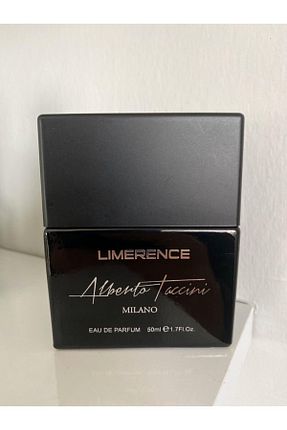 LIMERENCE
Alberto Taccini
MILANO
EAU DE PARFUM 50ml ℮ 1.7Fl.Oz.